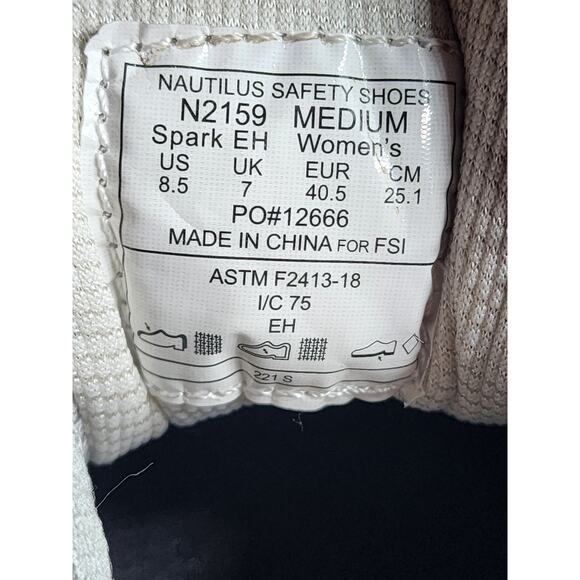 NAUTILUS SAFETY SHOES
N2159 MEDIUM
Spark EH Women's
US UK EUR CM
8.5 7 40.5 25.1
PO#12666
MADE IN CHINA FOR FSI
ASTM F2413-18
I/C 75
EH
221 S